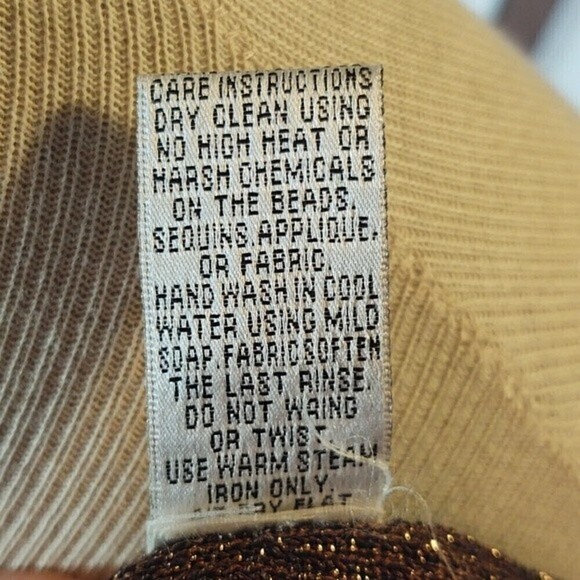 CARE INSTRUCTIONS
DRY CLEAN USING
NO HIGH HEAT OR
HARSH CHEMICALS
ON THE BEADS,
SEQUINS, APPLIQUE,
OR FABRIC.
HAND WASH IN COOL
WATER USING MILD
SOAP. FABRIC SOFTEN
THE LAST RINSE.
DO NOT WRING
OR TWIST
USE WARM STEAM
IRON ONLY.
DRY FLAT